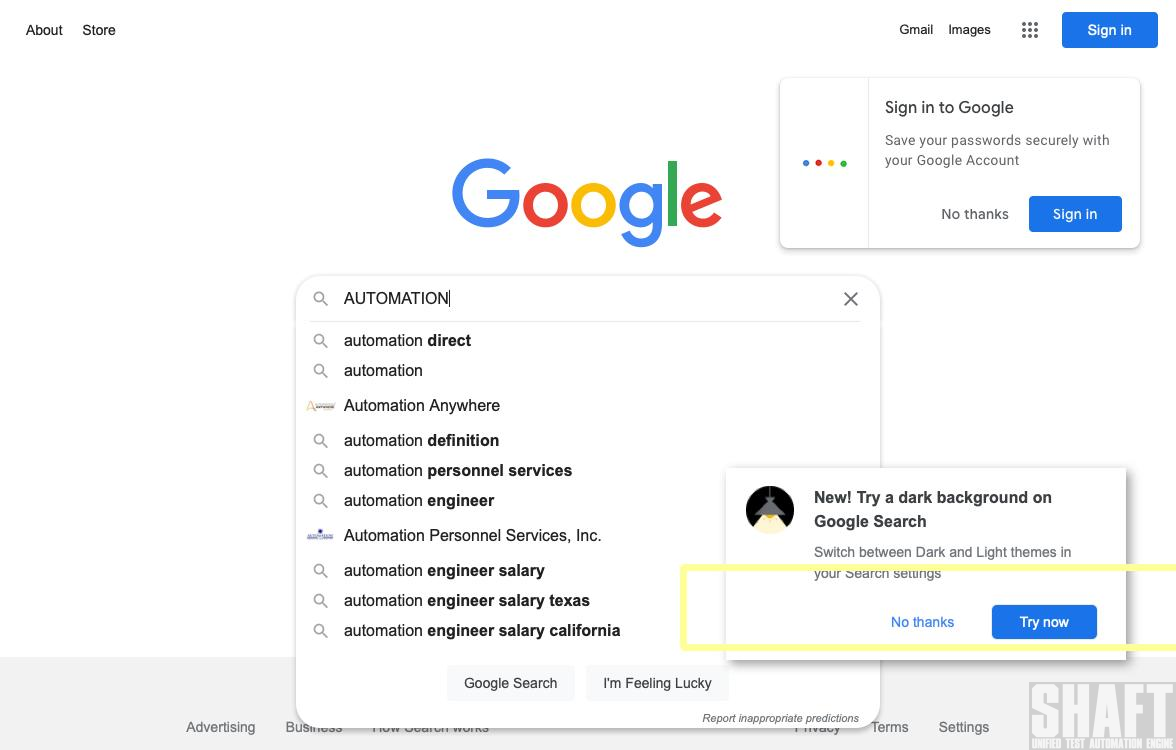 About Store
Gmail Images Sign in
Sign in to Google
Save your passwords securely with
your Google Account
No thanks Sign in
Google
AUTOMATION
automation direct
automation
Automation Anywhere
automation definition
automation personnel services
automation engineer
Automation Personnel Services, Inc.
automation engineer salary
automation engineer salary texas
automation engineer salary california
New! Try a dark background on
Google Search
Switch between Dark and Light themes in
your Search settings
No thanks Try now
Google Search I'm Feeling Lucky
Report inappropriate predictions
Advertising Business How Search works Privacy Terms Settings
SHAFT
UNIFIED TEST AUTOMATION ENGINE